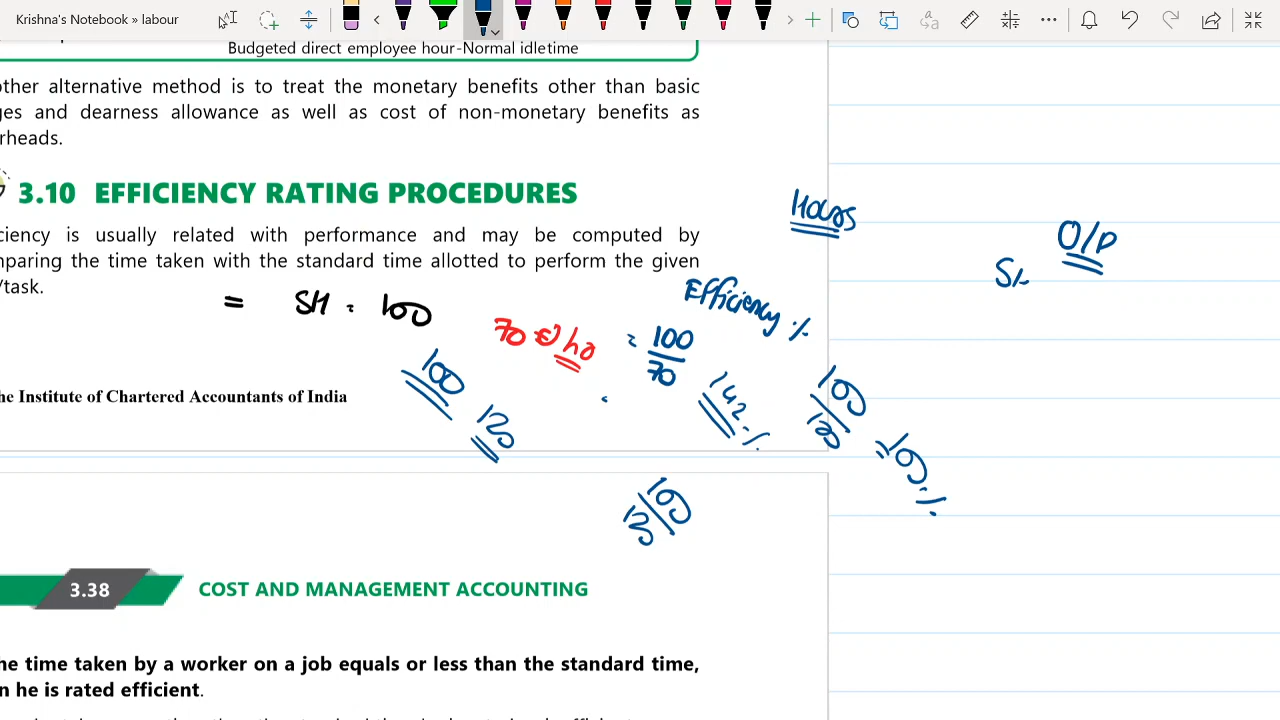 Krishna's Notebook » labour
Budgeted direct employee hour-Normal idletime
other alternative method is to treat the monetary benefits other than basic
ges and dearness allowance as well as cost of non-monetary benefits as
rheads.
3.10 EFFICIENCY RATING PROCEDURES
Hours
O/P
ciency is usually related with performance and may be computed by
mparing the time taken with the standard time allotted to perform the given
/task.
= SH = 100
Efficiency %
70
= 100/70
142%
100
120
100
= 100%
he Institute of Chartered Accountants of India
100
3.38
COST AND MANAGEMENT ACCOUNTING
he time taken by a worker on a job equals or less than the standard time,
n he is rated efficient.